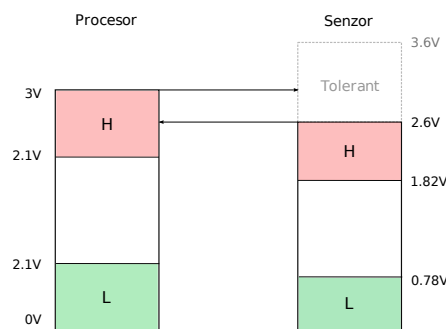 Procesor
3V
H
2.1V
2.1V
L
0V
Senzor
3.6V
Tolerant
2.6V
H
1.82V
0.78V
L